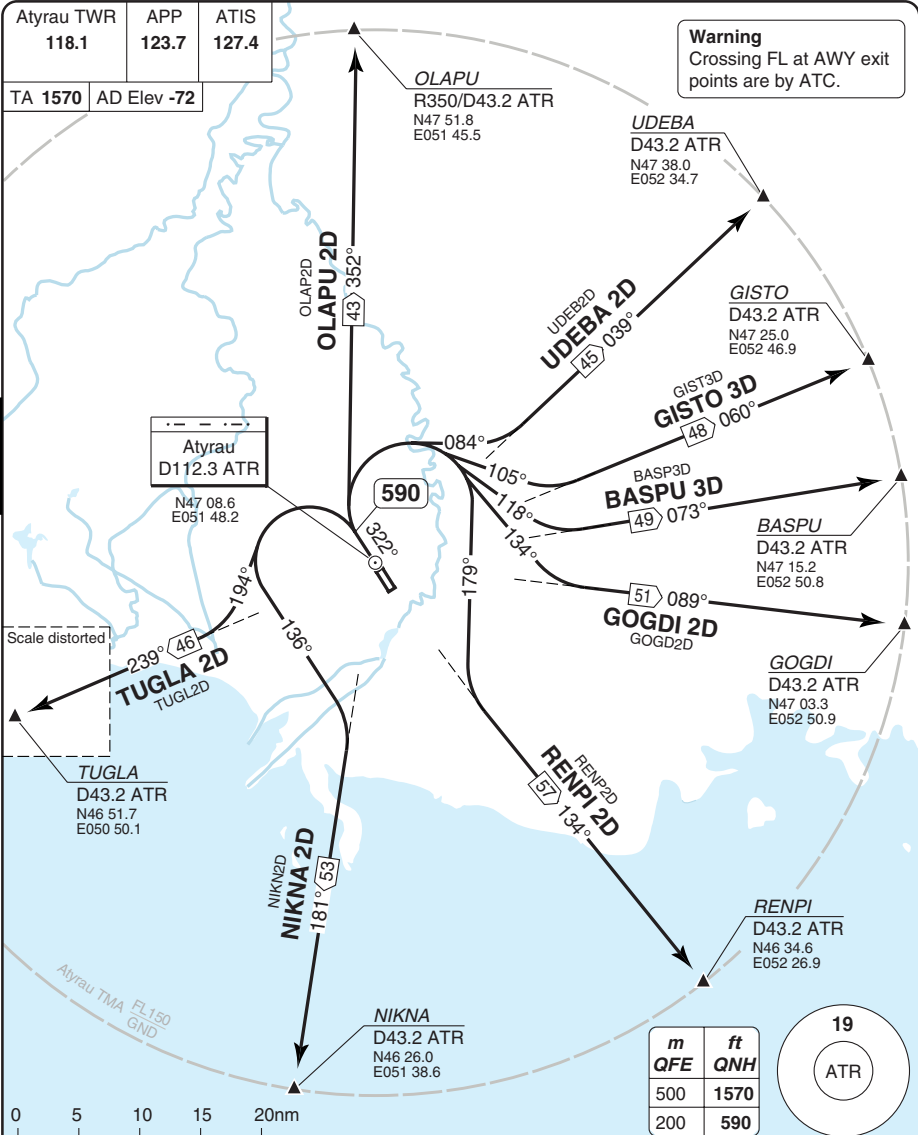 Atyrau TWR
118.1
APP
123.7
ATIS
127.4
TA 1570
AD Elev -72
Warning
Crossing FL at AWY exit
points are by ATC.
OLAPU
R350/D43.2 ATR
N47 51.8
E051 45.5
UDEBA
D43.2 ATR
N47 38.0
E052 34.7
GISTO
D43.2 ATR
N47 25.0
E052 46.9
OLAP2D
OLAPU 2D
43 352°
UDEB2D
UDEBA 2D
45 039°
GIST3D
GISTO 3D
48 060°
Atyrau
D112.3 ATR
N47 08.6
E051 48.2
590
322°
084°
105°
118°
134°
179°
BASP3D
BASPU 3D
49 073°
BASPU
D43.2 ATR
N47 15.2
E052 50.8
51 089°
GOGDI 2D
GOGD2D
GOGDI
D43.2 ATR
N47 03.3
E052 50.9
194°
136°
Scale distorted
239° 46
TUGLA 2D
TUGL2D
TUGLA
D43.2 ATR
N46 51.7
E050 50.1
RENP2D
RENPI 2D
57 134°
NIKN2D
NIKNA 2D
181° 53
RENPI
D43.2 ATR
N46 34.6
E052 26.9
Atyrau TMA FL150
GND
NIKNA
D43.2 ATR
N46 26.0
E051 38.6
m ft
QFE QNH
500 1570
200 590
19
ATR
0 5 10 15 20nm